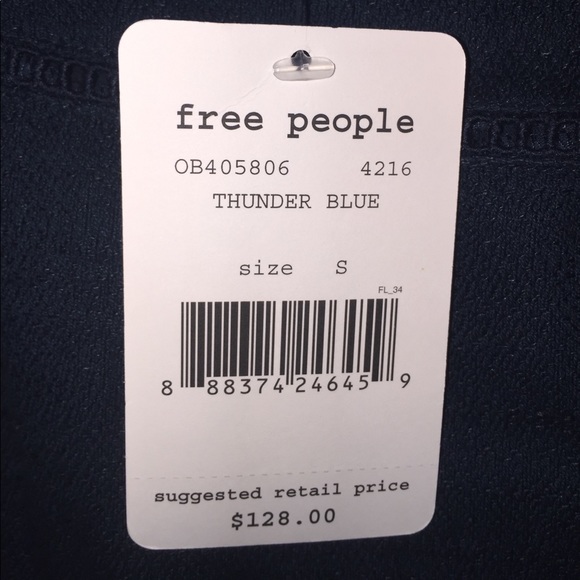 free people
OB405806 4216
THUNDER BLUE
size S
FL_34
8 88374 24645 9
suggested retail price
$128.00